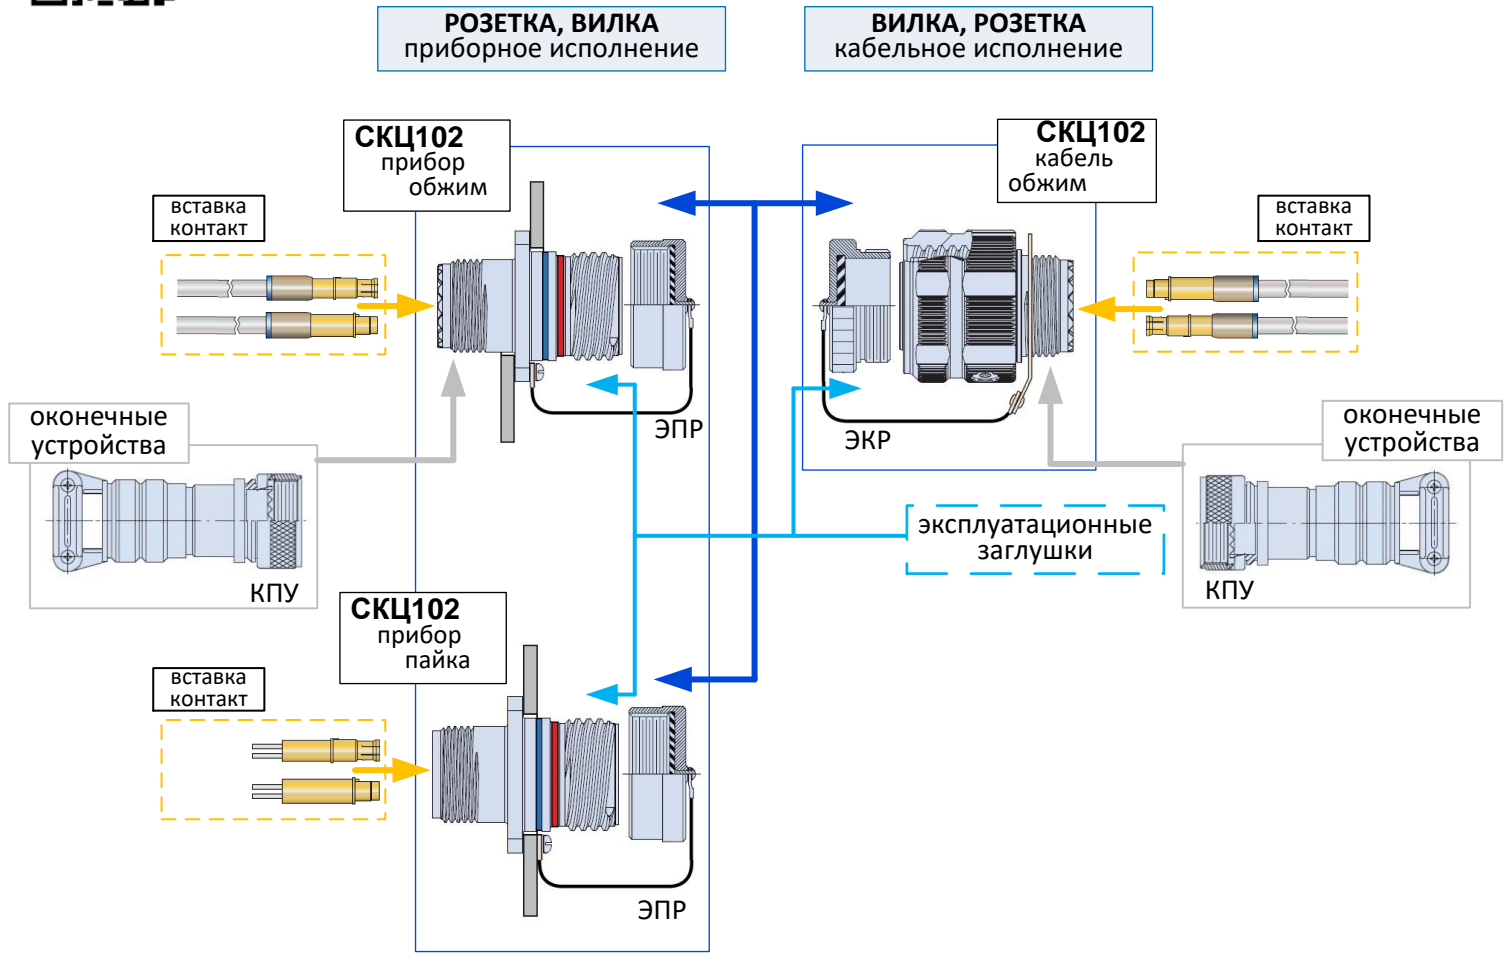 РОЗЕТКА, ВИЛКА
приборное исполнение
ВИЛКА, РОЗЕТКА
кабельное исполнение
СКЦ102
прибор
обжим
СКЦ102
кабель
обжим
вставка
контакт
вставка
контакт
ЭПР
ЭКР
оконечные
устройства
оконечные
устройства
эксплуатационные
заглушки
КПУ
КПУ
СКЦ102
прибор
пайка
вставка
контакт
ЭПР